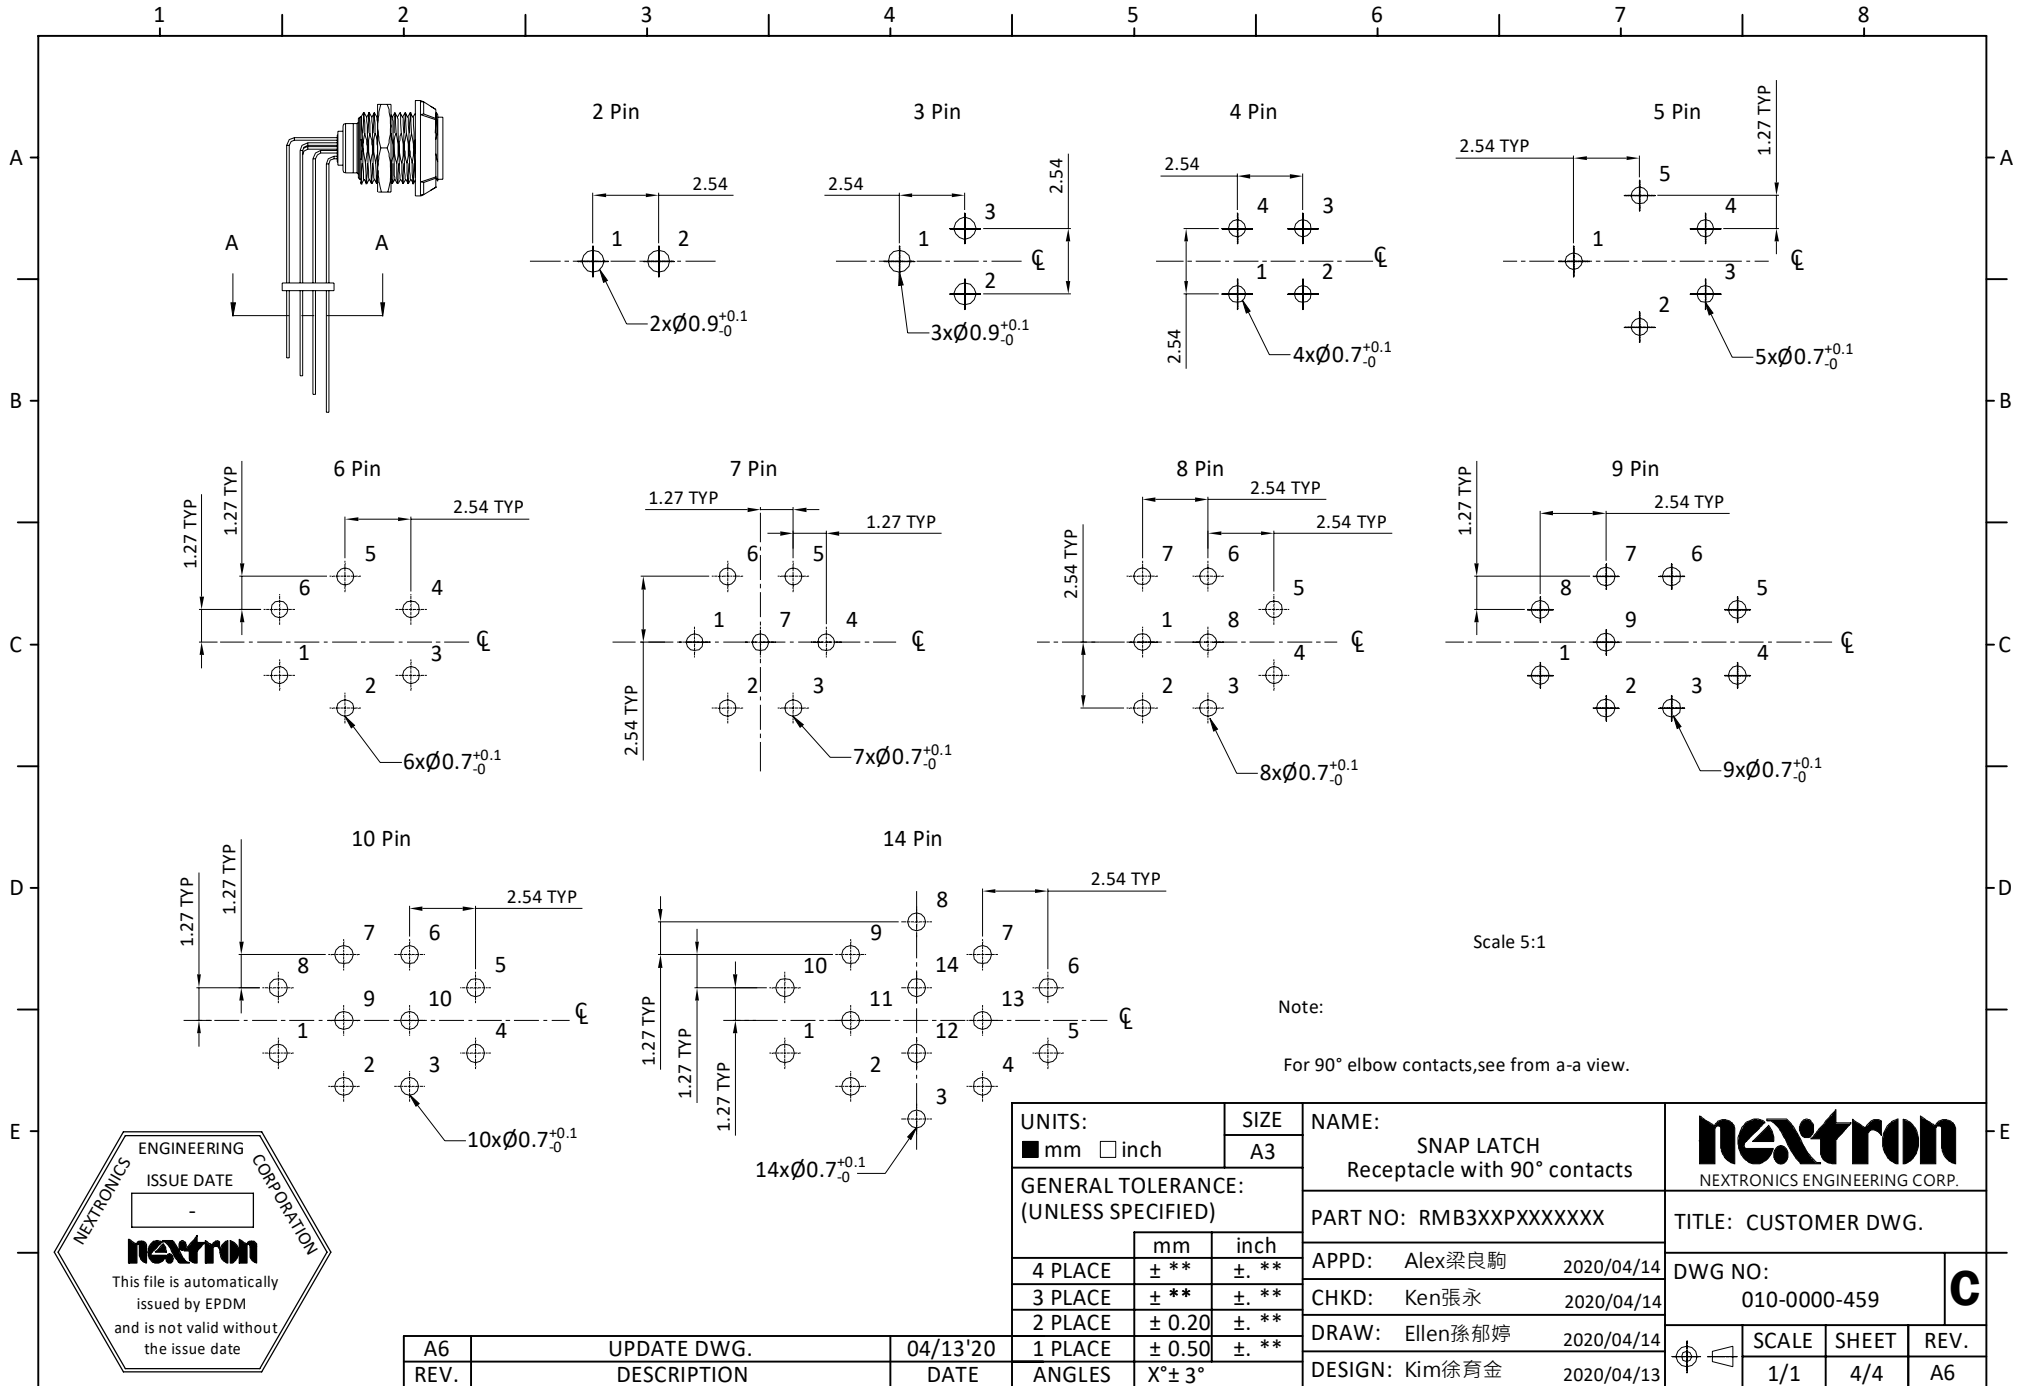 1 2 3 4 5 6 7 8
A
B
C
D
E
A
B
C
D
E
A A
2 Pin
2.54
1 2
2xØ0.9 +0.1 -0
3 Pin
2.54
2.54
3
1
2
℄
3xØ0.9 +0.1 -0
4 Pin
2.54
4 3
1 2
℄
2.54
4xØ0.7 +0.1 -0
5 Pin
2.54 TYP
1.27 TYP
5
4
1
3
2
℄
5xØ0.7 +0.1 -0
6 Pin
1.27 TYP
1.27 TYP
2.54 TYP
5
6 4
1 3
2
℄
6xØ0.7 +0.1 -0
7 Pin
1.27 TYP
1.27 TYP
6 5
1 7 4
2 3
℄
2.54 TYP
7xØ0.7 +0.1 -0
8 Pin
2.54 TYP
2.54 TYP
2.54 TYP
7 6
5
1 8
4
2 3
℄
8xØ0.7 +0.1 -0
9 Pin
1.27 TYP
2.54 TYP
7 6
8 5
9
1 4
2 3
℄
9xØ0.7 +0.1 -0
10 Pin
1.27 TYP
1.27 TYP
2.54 TYP
7 6
8 5
9 10
1 4
2 3
℄
10xØ0.7 +0.1 -0
14 Pin
2.54 TYP
8
9 7
10 14 6
11 13
1 12 5
2 4
3
℄
1.27 TYP
1.27 TYP
1.27 TYP
14xØ0.7 +0.1 -0
Scale 5:1
Note:
For 90° elbow contacts,see from a-a view.
NEXTRONICS ENGINEERING CORPORATION
ISSUE DATE
-
nextron
This file is automatically
issued by EPDM
and is not valid without
the issue date
A6 UPDATE DWG. 04/13'20
REV. DESCRIPTION DATE
UNITS:
■ mm □ inch
SIZE
A3
GENERAL TOLERANCE:
(UNLESS SPECIFIED)
mm inch
4 PLACE ± ** ±. **
3 PLACE ± ** ±. **
2 PLACE ± 0.20 ±. **
1 PLACE ± 0.50 ±. **
ANGLES X°± 3°
NAME:
SNAP LATCH
Receptacle with 90° contacts
PART NO: RMB3XXPXXXXXXX
APPD: Alex梁良駒 2020/04/14
CHKD: Ken張永 2020/04/14
DRAW: Ellen孫郁婷 2020/04/14
DESIGN: Kim徐育金 2020/04/13
nextron
NEXTRONICS ENGINEERING CORP.
TITLE: CUSTOMER DWG.
DWG NO:
010-0000-459
C
SCALE SHEET REV.
1/1 4/4 A6